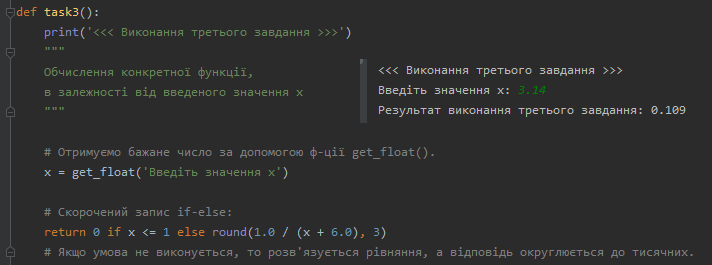 def task3():
    print('<<< Виконання третього завдання >>>')
    """
    Обчислення конкретної функції,
    в залежності від введеного значення x
    """
    # Отримуємо бажане число за допомогою ф-ції get_float().
    x = get_float('Введіть значення x')
    # Скорочений запис if-else:
    return 0 if x <= 1 else round(1.0 / (x + 6.0), 3)
    # Якщо умова не виконується, то розв'язується рівняння, а відповідь округлюється до тисячних.
<<< Виконання третього завдання >>>
Введіть значення x: 3.14
Результат виконання третього завдання: 0.109